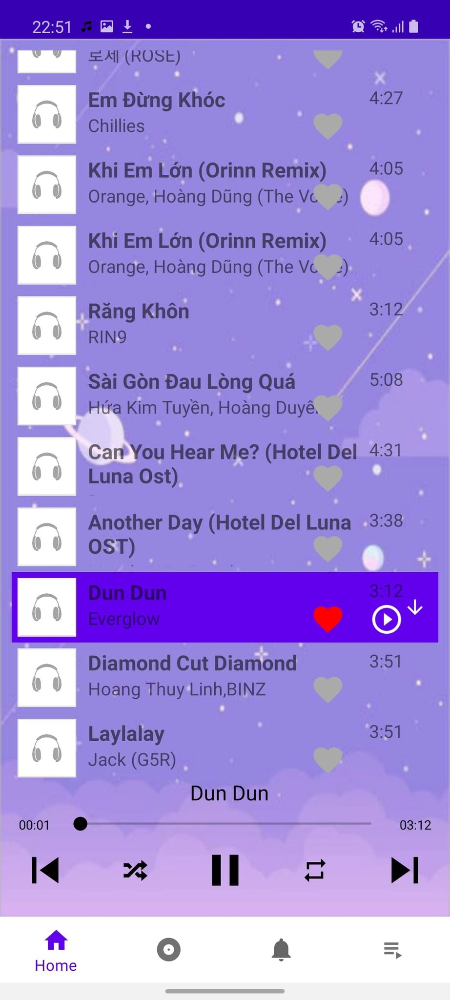 22:51
로제 (ROSÉ)
Em Đừng Khóc
4:27
Chillies
Khi Em Lớn (Orinn Remix)
4:05
Orange, Hoàng Dũng (The Vo e)
Khi Em Lớn (Orinn Remix)
4:05
Orange, Hoàng Dũng (The Vo e)
Răng Khôn
3:12
RIN9
Sài Gòn Đau Lòng Quá
5:08
Hứa Kim Tuyền, Hoàng Duyê
Can You Hear Me? (Hotel Del
4:31
Luna Ost)
Another Day (Hotel Del Luna
3:38
OST)
Dun Dun
3:12
Everglow
Diamond Cut Diamond
3:51
Hoang Thuy Linh,BINZ
Laylalay
3:51
Jack (G5R)
Dun Dun
00:01
03:12
Home